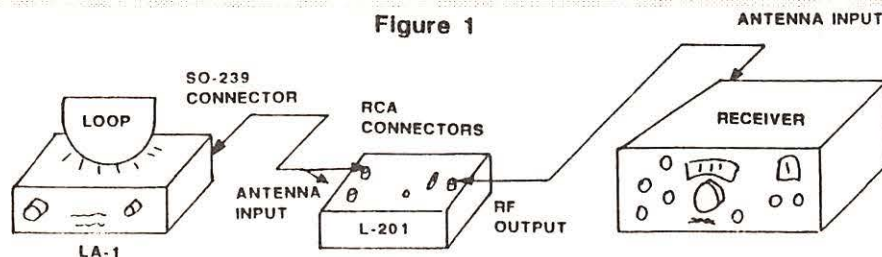 Figure 1
ANTENNA INPUT
SO-239
CONNECTOR
LOOP
RCA
CONNECTORS
RECEIVER
ANTENNA
INPUT
RF
OUTPUT
L-201
LA-1